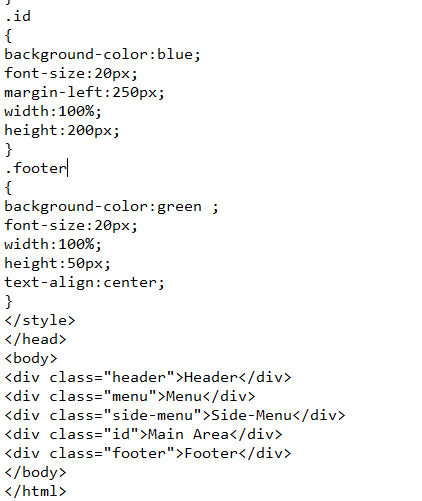 }
.id
{
background-color:blue;
font-size:20px;
margin-left:250px;
width:100%;
height:200px;
}
.footer
{
background-color:green ;
font-size:20px;
width:100%;
height:50px;
text-align:center;
}
</style>
</head>
<body>
<div class="header">Header</div>
<div class="menu">Menu</div>
<div class="side-menu">Side-Menu</div>
<div class="id">Main Area</div>
<div class="footer">Footer</div>
</body>
</html>